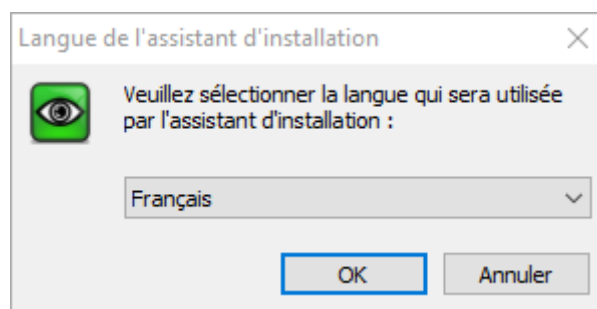 Langue de l'assistant d'installation
Veuillez sélectionner la langue qui sera utilisée
par l'assistant d'installation :
Français
OK Annuler